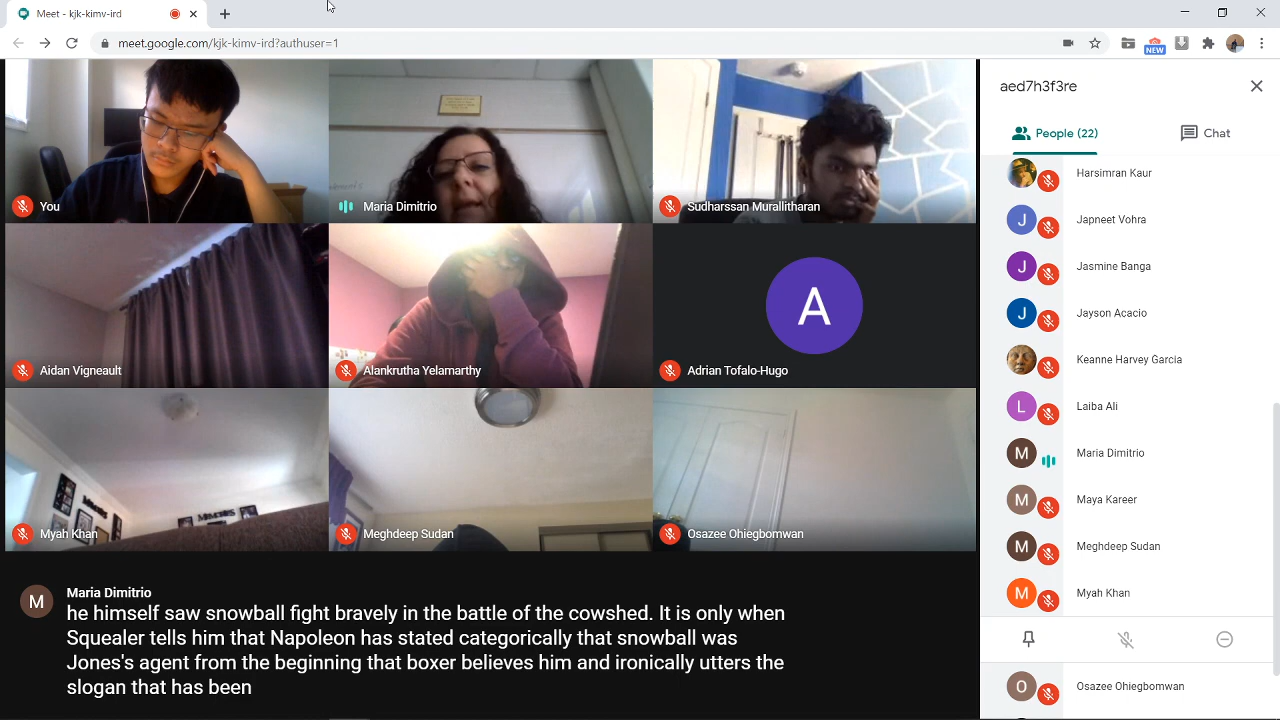 Meet - kjk-kimv-ird
meet.google.com/kjk-kimv-ird?authuser=1
NEW
You
Maria Dimitrio
Sudharssan Murallitharan
Aidan Vigneault
Alankrutha Yelamarthy
A
Adrian Tofalo-Hugo
Myah Khan
Meghdeep Sudan
Osazee Ohiegbomwan
M
Maria Dimitrio
he himself saw snowball fight bravely in the battle of the cowshed. It is only when
Squealer tells him that Napoleon has stated categorically that snowball was
Jones's agent from the beginning that boxer believes him and ironically utters the
slogan that has been
aed7h3f3re
People (22)
Chat
Harsimran Kaur
J
Japneet Vohra
J
Jasmine Banga
J
Jayson Acacio
Keanne Harvey Garcia
L
Laiba Ali
M
Maria Dimitrio
M
Maya Kareer
M
Meghdeep Sudan
M
Myah Khan
O
Osazee Ohiegbomwan